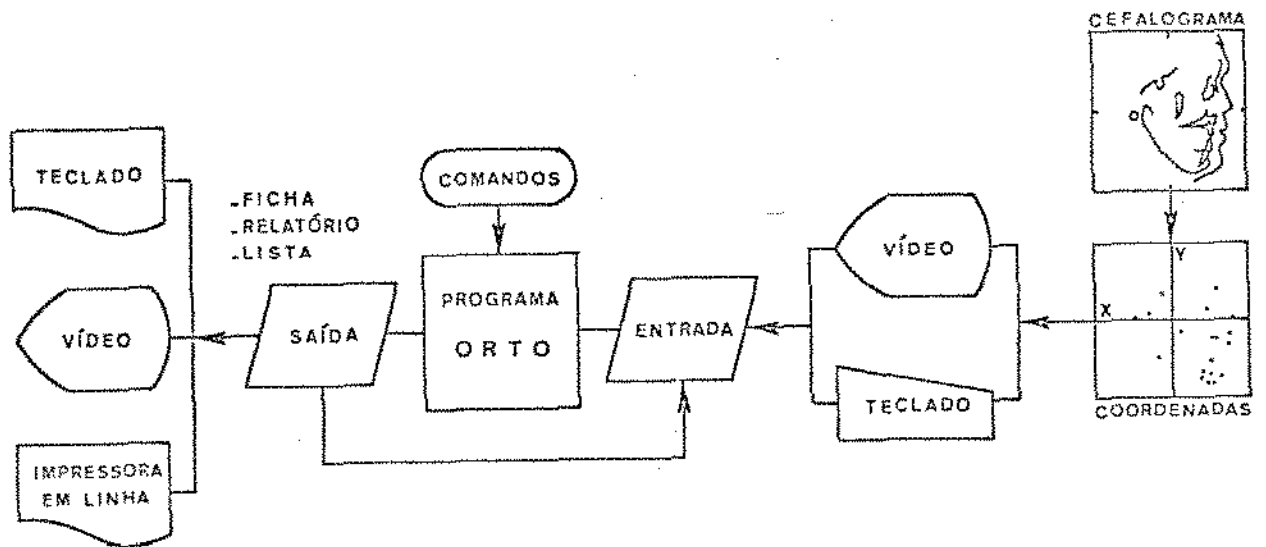 CEFALOGRAMA
TECLADO
COMANDOS
-FICHA
-RELATÓRIO
-LISTA
VÍDEO
Y
X
PROGRAMA
ORTO
ENTRADA
SAÍDA
VÍDEO
TECLADO
COORDENADAS
IMPRESSORA
EM LINHA